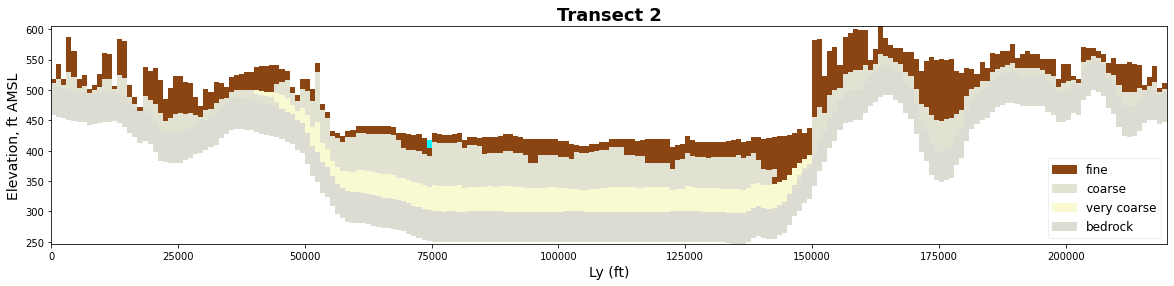 Transect 2
Elevation, ft AMSL
600
550
500
450
400
350
300
250
fine
coarse
very coarse
bedrock
0 25000 50000 75000 100000 125000 150000 175000 200000
Ly (ft)